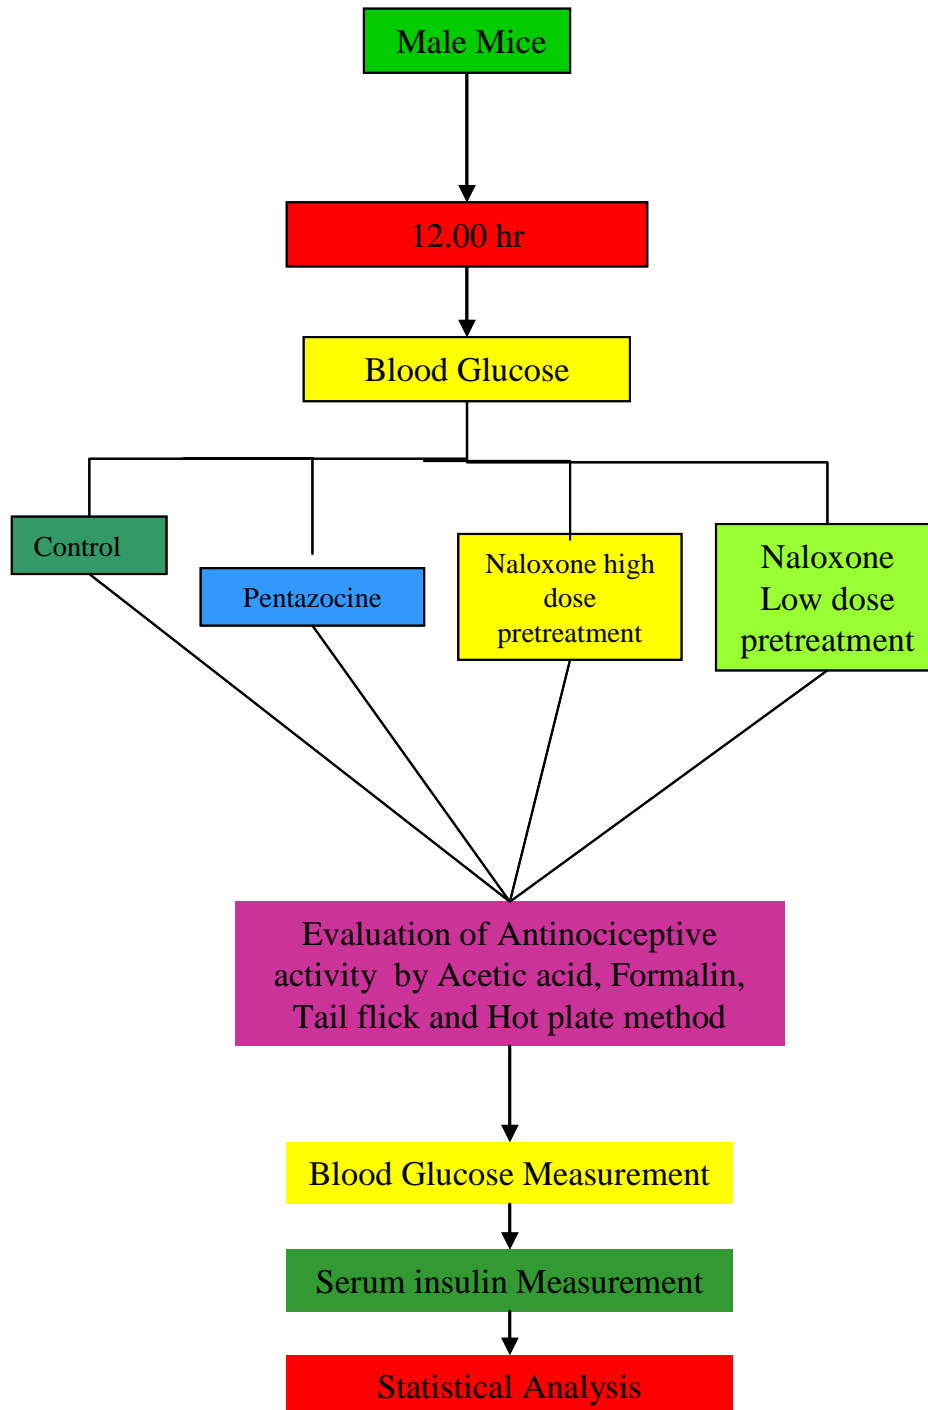 Male Mice
12.00 hr
Blood Glucose
Control
Pentazocine
Naloxone high
dose
pretreatment
Naloxone
Low dose
pretreatment
Evaluation of Antinociceptive
activity by Acetic acid, Formalin,
Tail flick and Hot plate method
Blood Glucose Measurement
Serum insulin Measurement
Statistical Analysis